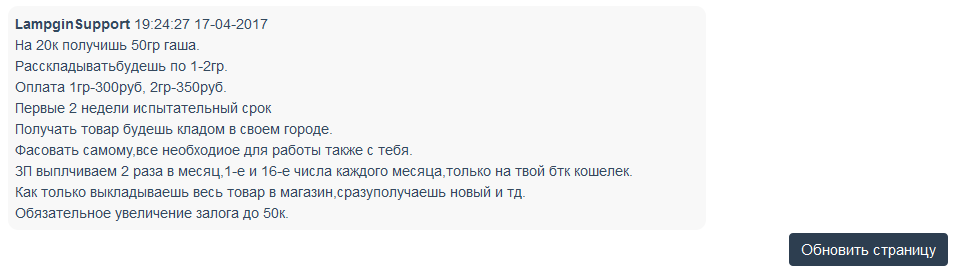 LampginSupport 19:24:27 17-04-2017
На 20к получишь 50гр гаша.
Расскладыватьбудешь по 1-2гр.
Оплата 1гр-300руб, 2гр-350руб.
Первые 2 недели испытательный срок
Получать товар будешь кладом в своем городе.
Фасовать самому,все необходиое для работы также с тебя.
ЗП выплчиваем 2 раза в месяц,1-е и 16-е числа каждого месяца,только на твой бтк кошелек.
Как только выкладываешь весь товар в магазин,сразуполучаешь новый и тд.
Обязательное увеличение залога до 50к.
Обновить страницу